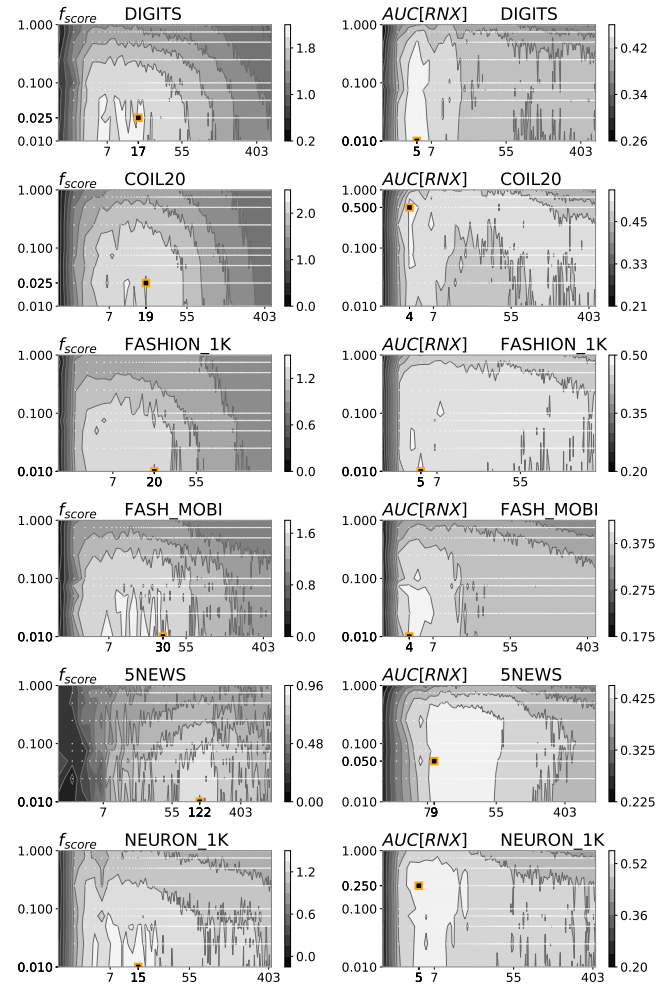 f_score DIGITS AUC[RNX] DIGITS
1.000 2.2 1.000 0.42
1.8
0.100 0.100 0.34
1.0
0.025
0.010 0.2 0.010 0.26
7 17 55 403 5 7 55 403
f_score COIL20 AUC[RNX] COIL20
1.000 1.000
2.0 0.500 0.45
0.100 0.100 0.33
1.0
0.025
0.010 0.0 0.010 0.21
7 19 55 403 4 55 403
f_score FASHION_1K AUC[RNX] FASHION_1K
1.000 1.000 0.50
1.2
0.100 0.100 0.35
0.6
0.010 0.0 0.010 0.20
7 20 55 5 7 55
f_score FASH_MOBI AUC[RNX] FASH_MOBI
1.000 1.000
1.6 0.375
0.100 0.8 0.100 0.275
0.010 0.0 0.010 0.175
7 30 55 403 4 55 403
f_score 5NEWS AUC[RNX] 5NEWS
1.000 0.96 1.000 0.425
0.100 0.48 0.100 0.325
0.050
0.010 0.00 0.010 0.225
7 55 122 403 7 9 55 403
f_score NEURON_1K AUC[RNX] NEURON_1K
1.000 1.000 0.52
1.2 0.250
0.100 0.6 0.100 0.36
0.010 0.0 0.010 0.20
7 15 55 403 5 7 55 403